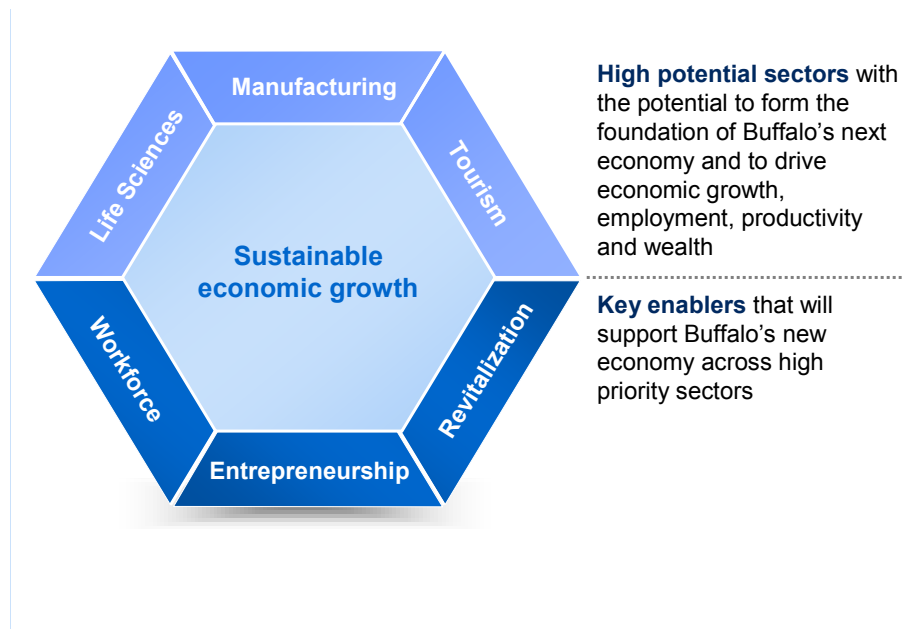 Manufacturing
Life Sciences
Tourism
Sustainable
economic growth
Workforce
Revitalization
Entrepreneurship
High potential sectors with
the potential to form the
foundation of Buffalo’s next
economy and to drive
economic growth,
employment, productivity
and wealth
Key enablers that will
support Buffalo’s new
economy across high
priority sectors